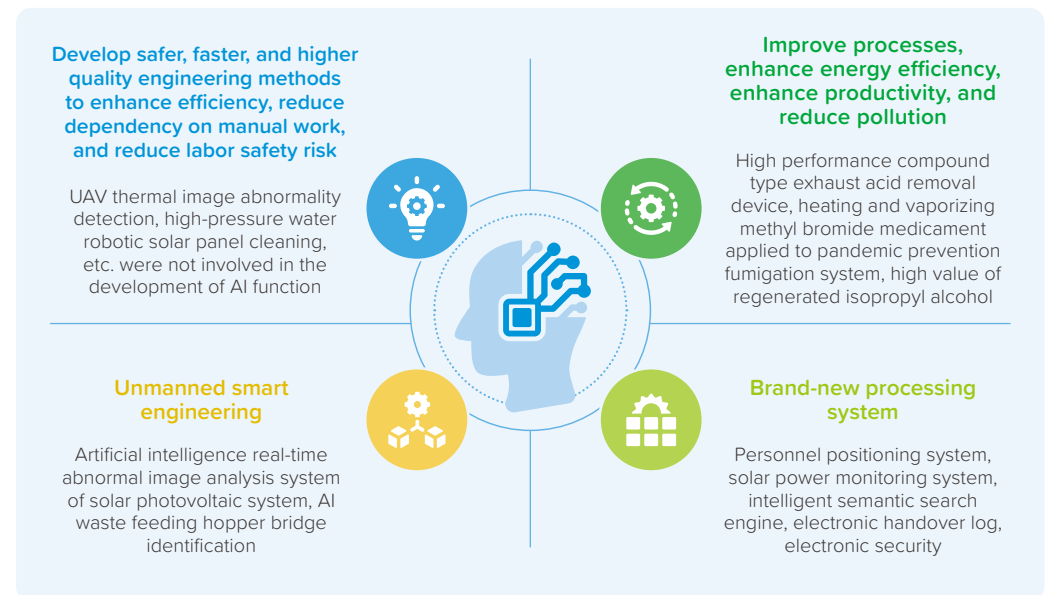 Develop safer, faster, and higher
quality engineering methods
to enhance efficiency, reduce
dependency on manual work,
and reduce labor safety risk
UAV thermal image abnormality
detection, high-pressure water
robotic solar panel cleaning,
etc. were not involved in the
development of AI function
Improve processes,
enhance energy efficiency,
enhance productivity, and
reduce pollution
High performance compound
type exhaust acid removal
device, heating and vaporizing
methyl bromide medicament
applied to pandemic prevention
fumigation system, high value of
regenerated isopropyl alcohol
Unmanned smart
engineering
Artificial intelligence real-time
abnormal image analysis system
of solar photovoltaic system, AI
waste feeding hopper bridge
identification
Brand-new processing
system
Personnel positioning system,
solar power monitoring system,
intelligent semantic search
engine, electronic handover log,
electronic security